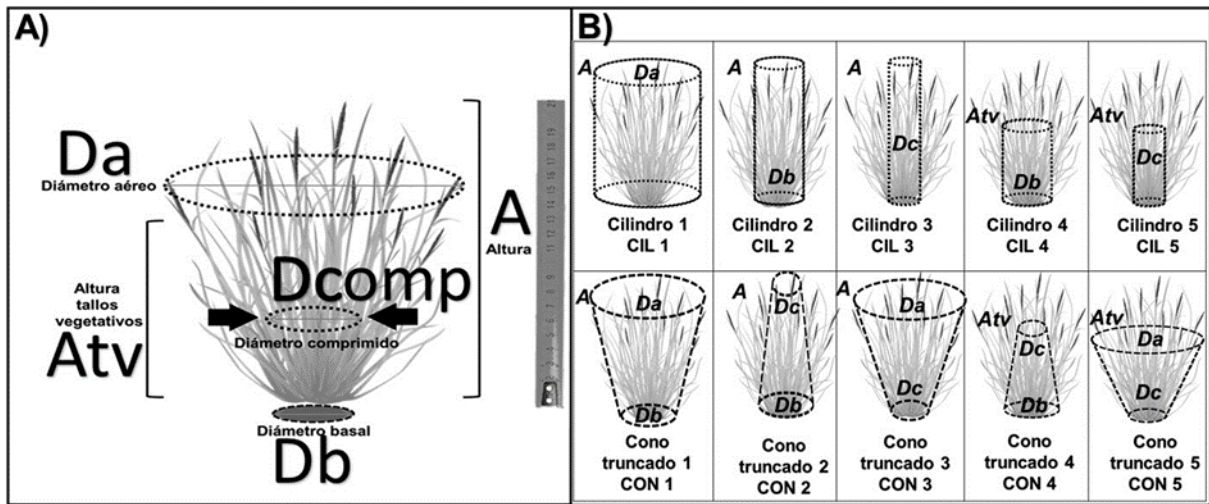 A)
Da
Diámetro aéreo
A
Altura
Altura
tallos
vegetativos
Atv
Dcomp
Diámetro comprimido
Diámetro basal
Db
B)
A
Da
Cilindro 1
CIL 1
A
Db
Cilindro 2
CIL 2
A
Dc
Cilindro 3
CIL 3
Atv
Db
Cilindro 4
CIL 4
Atv
Dc
Cilindro 5
CIL 5
A
Da
Db
Cono
truncado 1
CON 1
A
Dc
Db
Cono
truncado 2
CON 2
A
Da
Dc
Cono
truncado 3
CON 3
Atv
Dc
Db
Cono
truncado 4
CON 4
Atv
Da
Dc
Cono
truncado 5
CON 5